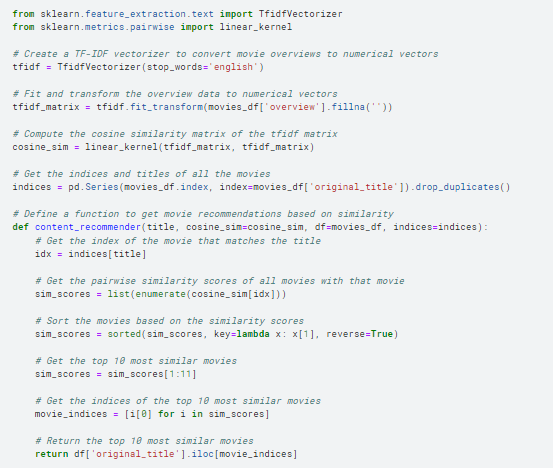 from sklearn.feature_extraction.text import TfidfVectorizer
from sklearn.metrics.pairwise import linear_kernel

# Create a TF-IDF vectorizer to convert movie overviews to numerical vectors
tfidf = TfidfVectorizer(stop_words='english')

# Fit and transform the overview data to numerical vectors
tfidf_matrix = tfidf.fit_transform(movies_df['overview'].fillna(''))

# Compute the cosine similarity matrix of the tfidf matrix
cosine_sim = linear_kernel(tfidf_matrix, tfidf_matrix)

# Get the indices and titles of all the movies
indices = pd.Series(movies_df.index, index=movies_df['original_title']).drop_duplicates()

# Define a function to get movie recommendations based on similarity
def content_recommender(title, cosine_sim=cosine_sim, df=movies_df, indices=indices):
    # Get the index of the movie that matches the title
    idx = indices[title]

    # Get the pairwise similarity scores of all movies with that movie
    sim_scores = list(enumerate(cosine_sim[idx]))

    # Sort the movies based on the similarity scores
    sim_scores = sorted(sim_scores, key=lambda x: x[1], reverse=True)

    # Get the top 10 most similar movies
    sim_scores = sim_scores[1:11]

    # Get the indices of the top 10 most similar movies
    movie_indices = [i[0] for i in sim_scores]

    # Return the top 10 most similar movies
    return df['original_title'].iloc[movie_indices]